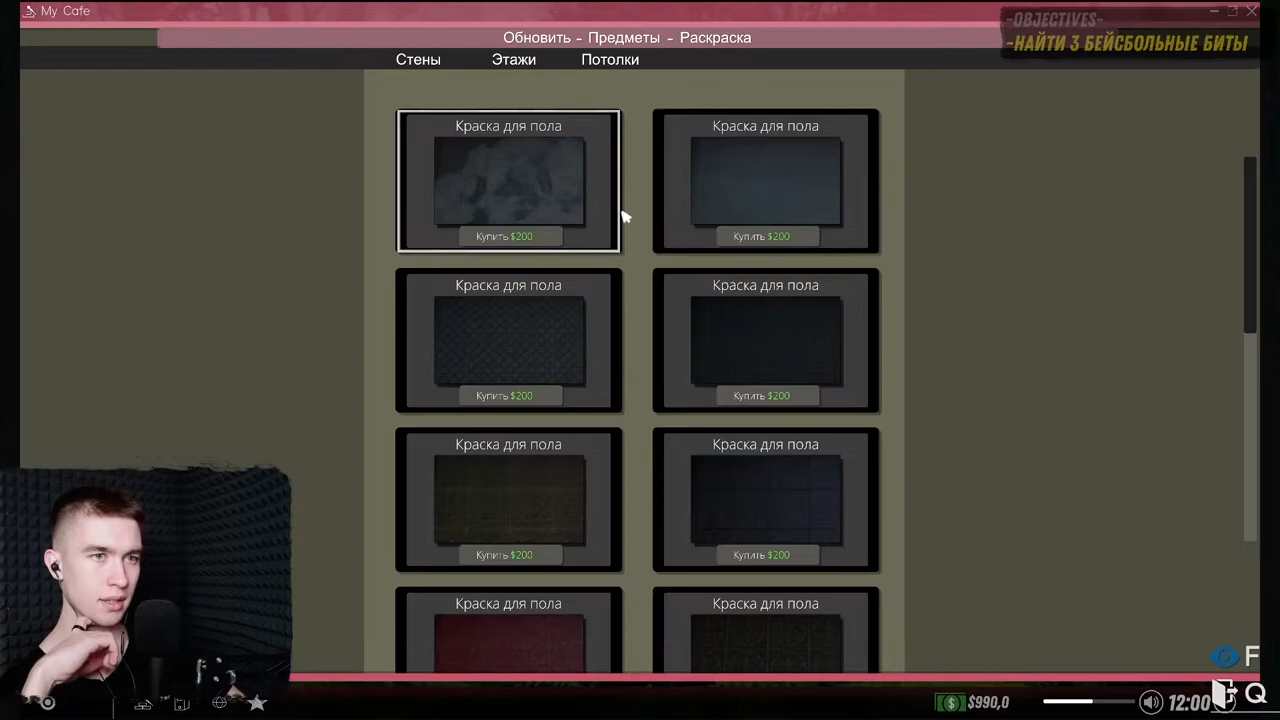 My Cafe
-OBJECTIVES-
-НАЙТИ 3 БЕЙСБОЛЬНЫЕ БИТЫ
Обновить - Предметы - Раскраска
Стены Этажи Потолки
Краска для пола Краска для пола
Купить $200 Купить $200
Краска для пола Краска для пола
Купить $200 Купить $200
Краска для пола Краска для пола
Купить $200 Купить $200
Краска для пола Краска для пола
F
$990,0 12:00 Q